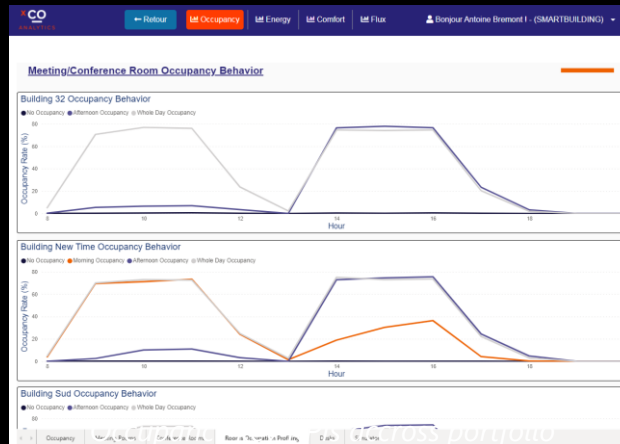 xCO
ANALYTICS
← Retour
Occupancy
Energy
Comfort
Flux
Bonjour Antoine Bremont ! - (SMARTBUILDING)
Meeting/Conference Room Occupancy Behavior
Building 32 Occupancy Behavior
No Occupancy Afternoon Occupancy Whole Day Occupancy
Occupancy Rate (%)
80
60
40
20
0
8 10 12 14 16 18
Hour
Building New Time Occupancy Behavior
No Occupancy Morning Occupancy Afternoon Occupancy Whole Day Occupancy
Occupancy Rate (%)
80
60
40
20
0
8 10 12 14 16 18
Hour
Building Sud Occupancy Behavior
No Occupancy Afternoon Occupancy Whole Day Occupancy
80
across portfolio
Occupancy